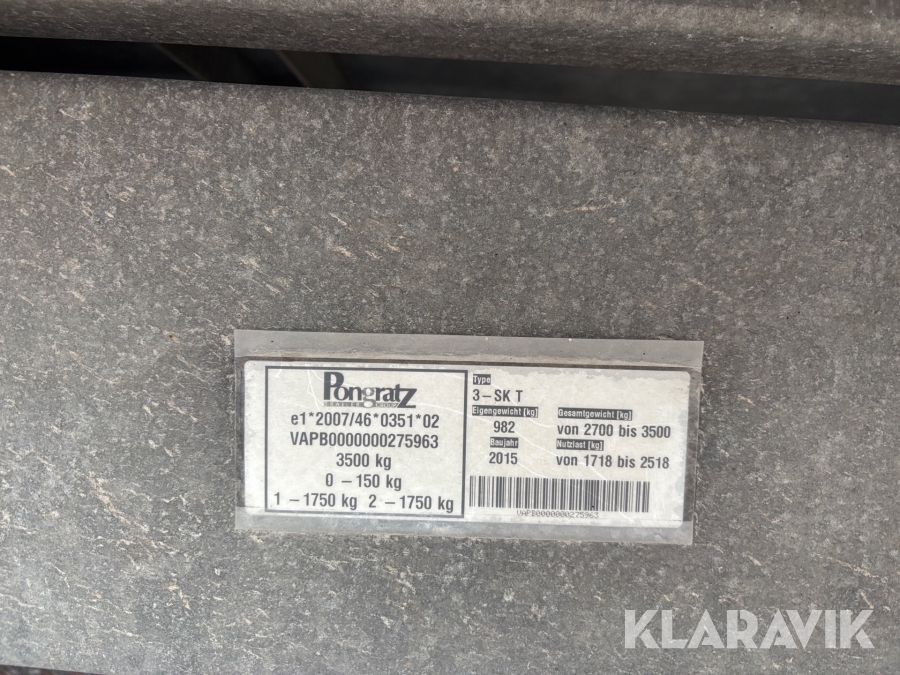 Pongratz
TRAILER GROUP
e1*2007/46*0351*02
VAPB0000000275963
3500 kg
0 – 150 kg
1 – 1750 kg 2 – 1750 kg
Type
3–SK T
Eigengewicht [kg]
982
Gesamtgewicht [kg]
von 2700 bis 3500
Baujahr
2015
Nutzlast [kg]
von 1718 bis 2518
VAPB0000000275963
KLARAVIK